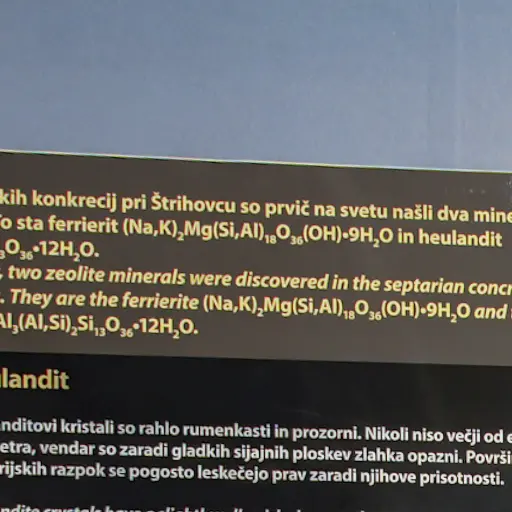 kih konkrecij pri Štrihovcu so prvič na svetu našli dva mine
o sta ferrierit (Na,K)₂Mg(Si,Al)₁₈O₃₆(OH)•9H₂O in heulandit
₃O₃₆•12H₂O.
, two zeolite minerals were discovered in the septarian concr
. They are the ferrierite (Na,K)₂Mg(Si,Al)₁₈O₃₆(OH)•9H₂O and
Al₃(Al,Si)₂Si₁₃O₃₆•12H₂O.
landit
nditovi kristali so rahlo rumenkasti in prozorni. Nikoli niso večji od
etra, vendar so zaradi gladkih sijajnih ploskev zlahka opazni. Površi
rijskih razpok se pogosto leskečejo prav zaradi njihove prisotnosti.